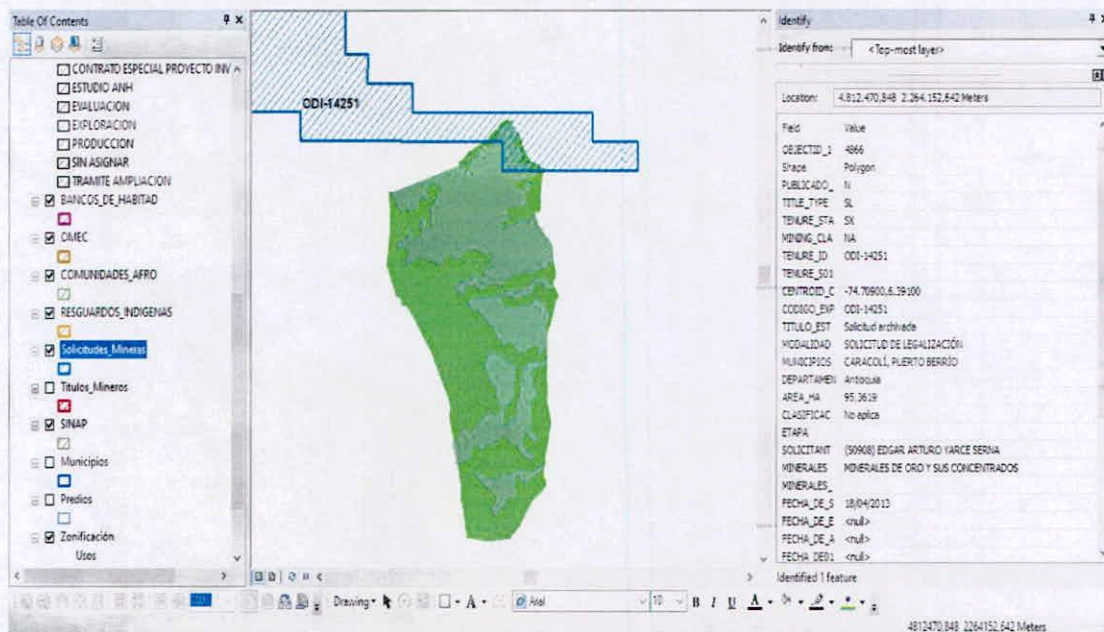 Table Of Contents
CONTRATO ESPECIAL PROYECTO INV
ESTUDIO ANH
EVALUACION
EXPLORACION
PRODUCCION
SIN ASIGNAR
TRAMITE AMPLIACION
BANCOS_DE_HABITAD
OMEC
COMUNIDADES_AFRO
RESGUARDOS_INDIGENAS
Solicitudes_Mineras
Titulos_Mineros
SINAP
Municipios
Predios
Zonificación
Usos
ODI-14251
Identify
Identify from: <Top-most layer>
Location: 4.812.470,848 2.264.152,642 Meters
Field Value
OBJECTID_1 4866
Shape Polygon
PUBLICADO_ N
TITLE_TYPE SL
TENURE_STA SX
MINING_CLA NA
TENURE_ID ODI-14251
TENURE_S01
CENTROID_C -74.70900,6.39100
CODIGO_EXP ODI-14251
TITULO_EST Solicitud archivada
MODALIDAD SOLICITUD DE LEGALIZACIÓN
MUNICIPIOS CARACOLÍ, PUERTO BERRÍO
DEPARTAMEN Antioquia
AREA_HA 95,3619
CLASIFICAC No aplica
ETAPA
SOLICITANT (50908) EDGAR ARTURO YARCE SERNA
MINERALES MINERALES DE ORO Y SUS CONCENTRADOS
MINERALES_
FECHA_DE_S 18/04/2013
FECHA_DE_E <null>
FECHA_DE_A <null>
FECHA_DE01 <null>
Identified 1 feature
Drawing A Arial 10 B I U A
4812470,848 2264152,642 Meters